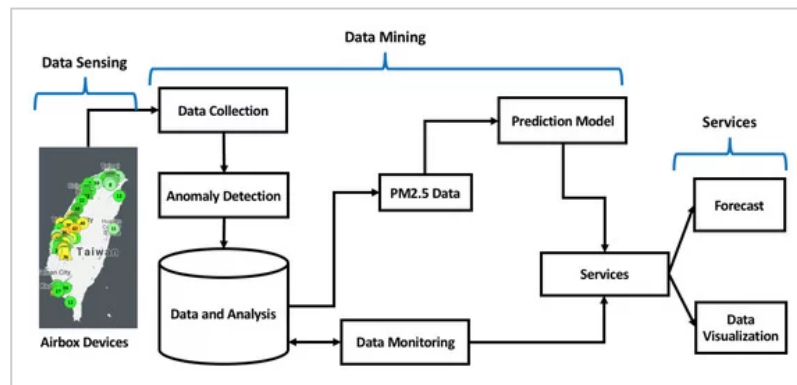 Data Mining
Data Sensing
Data Collection
Prediction Model
Services
Anomaly Detection
PM2.5 Data
Forecast
Taiwan
Services
Data and Analysis
Data Monitoring
Data
Visualization
Airbox Devices